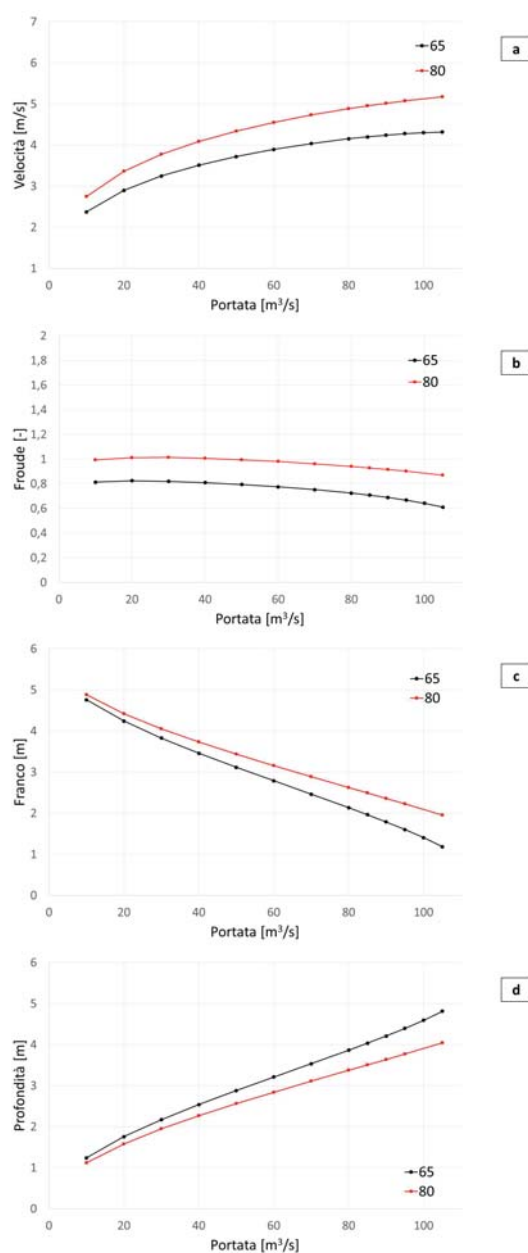 7
6
5
4
3
2
1
Velocità [m/s]
65
80
a
0 20 40 60 80 100
Portata [m³/s]
2
1,8
1,6
1,4
1,2
1
0,8
0,6
0,4
0,2
0
Froude [-]
65
80
b
0 20 40 60 80 100
Portata [m³/s]
6
5
4
3
2
1
0
Franco [m]
65
80
c
0 20 40 60 80 100
Portata [m³/s]
6
5
4
3
2
1
0
Profondità [m]
65
80
d
0 20 40 60 80 100
Portata [m³/s]